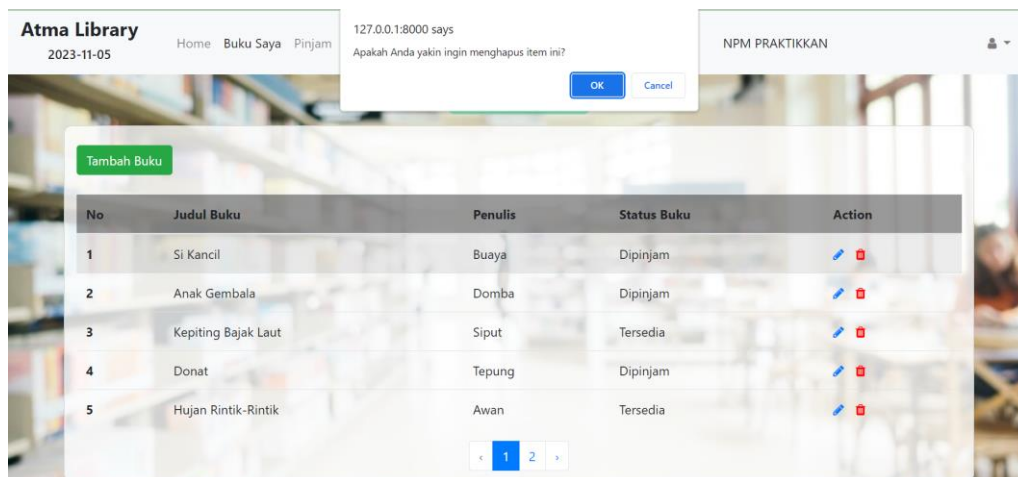 Atma Library
2023-11-05
Home Buku Saya Pinjam
127.0.0.1:8000 says
Apakah Anda yakin ingin menghapus item ini?
OK Cancel
NPM PRAKTIKKAN
Tambah Buku
No Judul Buku Penulis Status Buku Action
1 Si Kancil Buaya Dipinjam
2 Anak Gembala Domba Dipinjam
3 Kepiting Bajak Laut Siput Tersedia
4 Donat Tepung Dipinjam
5 Hujan Rintik-Rintik Awan Tersedia
‹ 1 2 ›